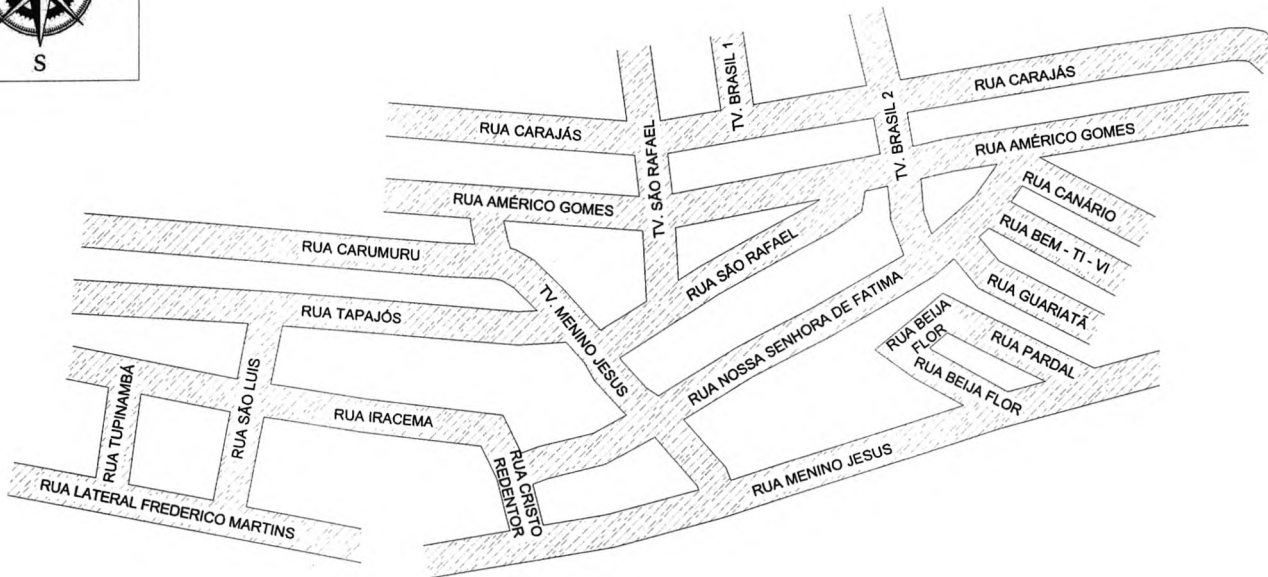 S
RUA CARAJÁS
TV. SÃO RAFAEL
TV. BRASIL 1
TV. BRASIL 2
RUA CARAJÁS
RUA AMÉRICO GOMES
RUA AMÉRICO GOMES
RUA CANÁRIO
RUA BEM - TI - VI
RUA GUARIATÃ
RUA CARUMURU
RUA SÃO RAFAEL
TV. MENINO JESUS
RUA NOSSA SENHORA DE FATIMA
RUA BEIJA
FLOR
RUA PARDAL
RUA BEIJA FLOR
RUA TAPAJÓS
RUA TUPINAMBÁ
RUA SÃO LUIS
RUA IRACEMA
RUA CRISTO
REDENTOR
RUA MENINO JESUS
RUA LATERAL FREDERICO MARTINS